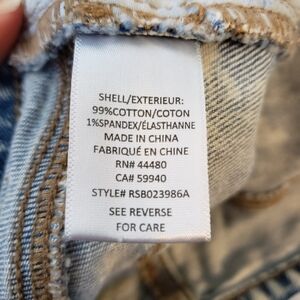 SHELL/EXTERIEUR:
99%COTTON/COTON
1%SPANDEX/ÉLASTHANNE
MADE IN CHINA
FABRIQUÉ EN CHINE
RN# 44480
CA# 59940
STYLE# RSB023986A
SEE REVERSE
FOR CARE